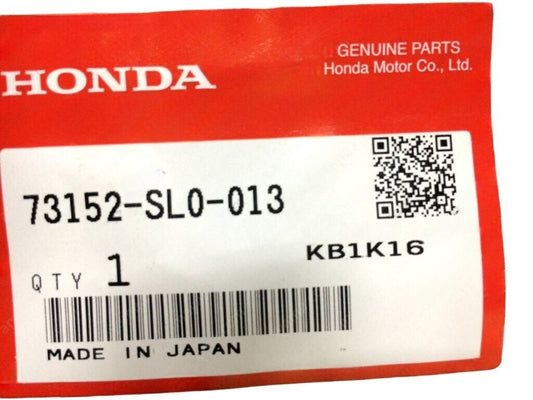 GENUINE PARTS
Honda Motor Co., Ltd.
HONDA
73152-SL0-013
KB1K16
QTY 1
MADE IN JAPAN